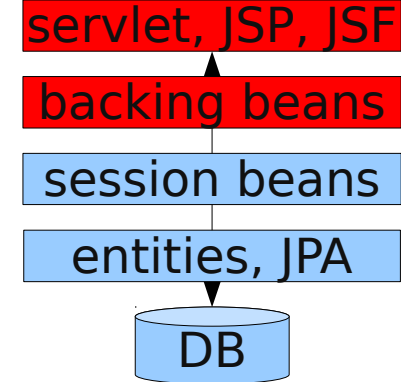 servlet, JSP, JSF
backing beans
session beans
entities, JPA
DB